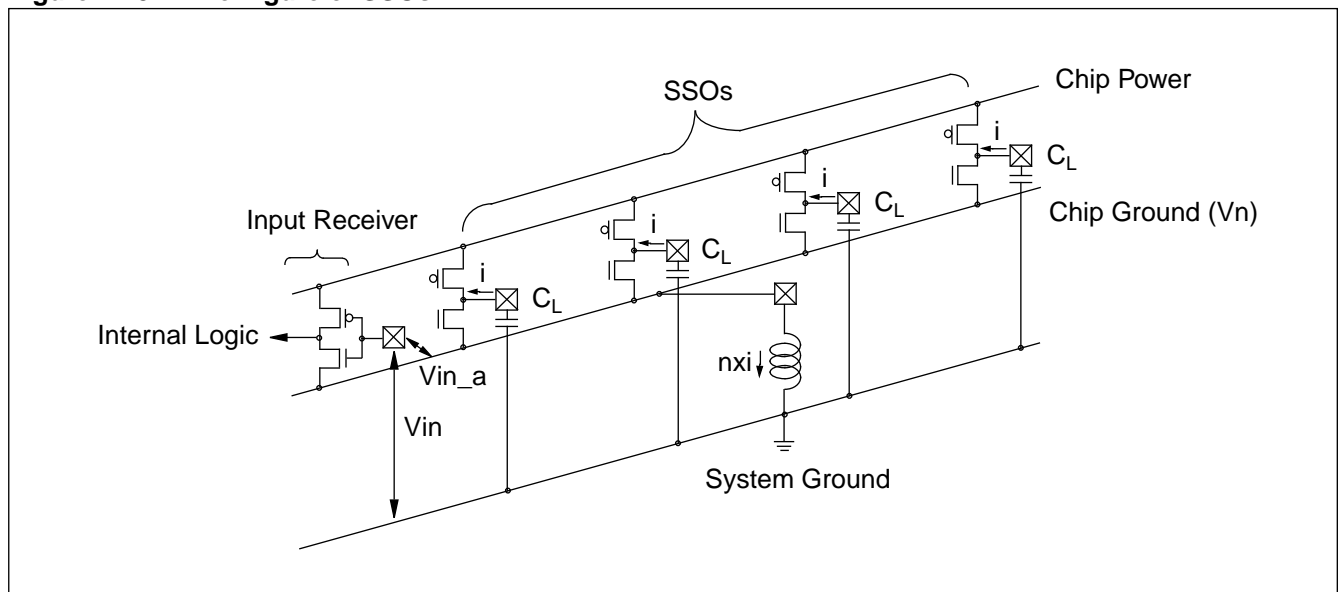 SSOs
Chip Power
i
C_L
i
C_L
Chip Ground (Vn)
Input Receiver
i
C_L
i
C_L
Internal Logic
Vin_a
nxi
Vin
System Ground